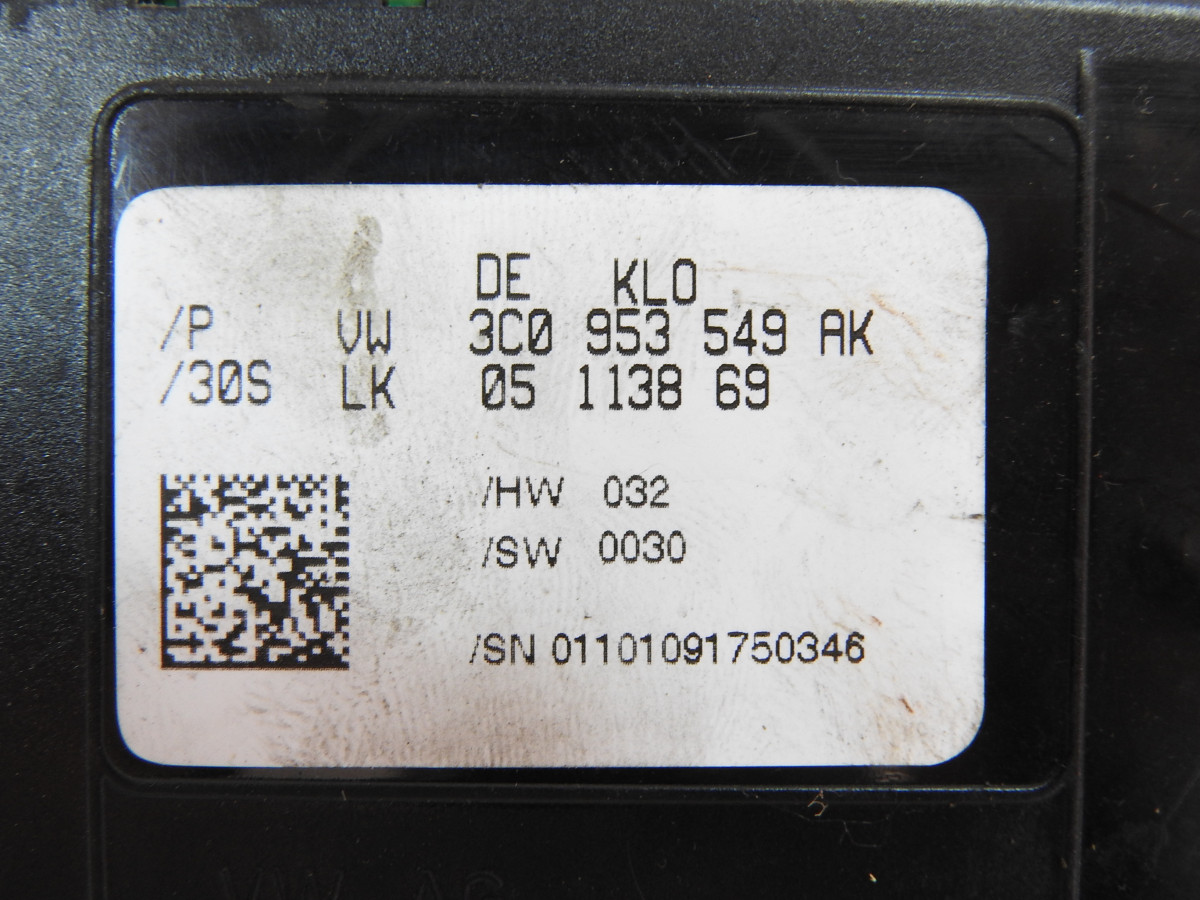 DE KLO
/P VW 3C0 953 549 AK
/30S LK 05 1138 69
/HW 032
/SW 0030
/SN 01101091750346